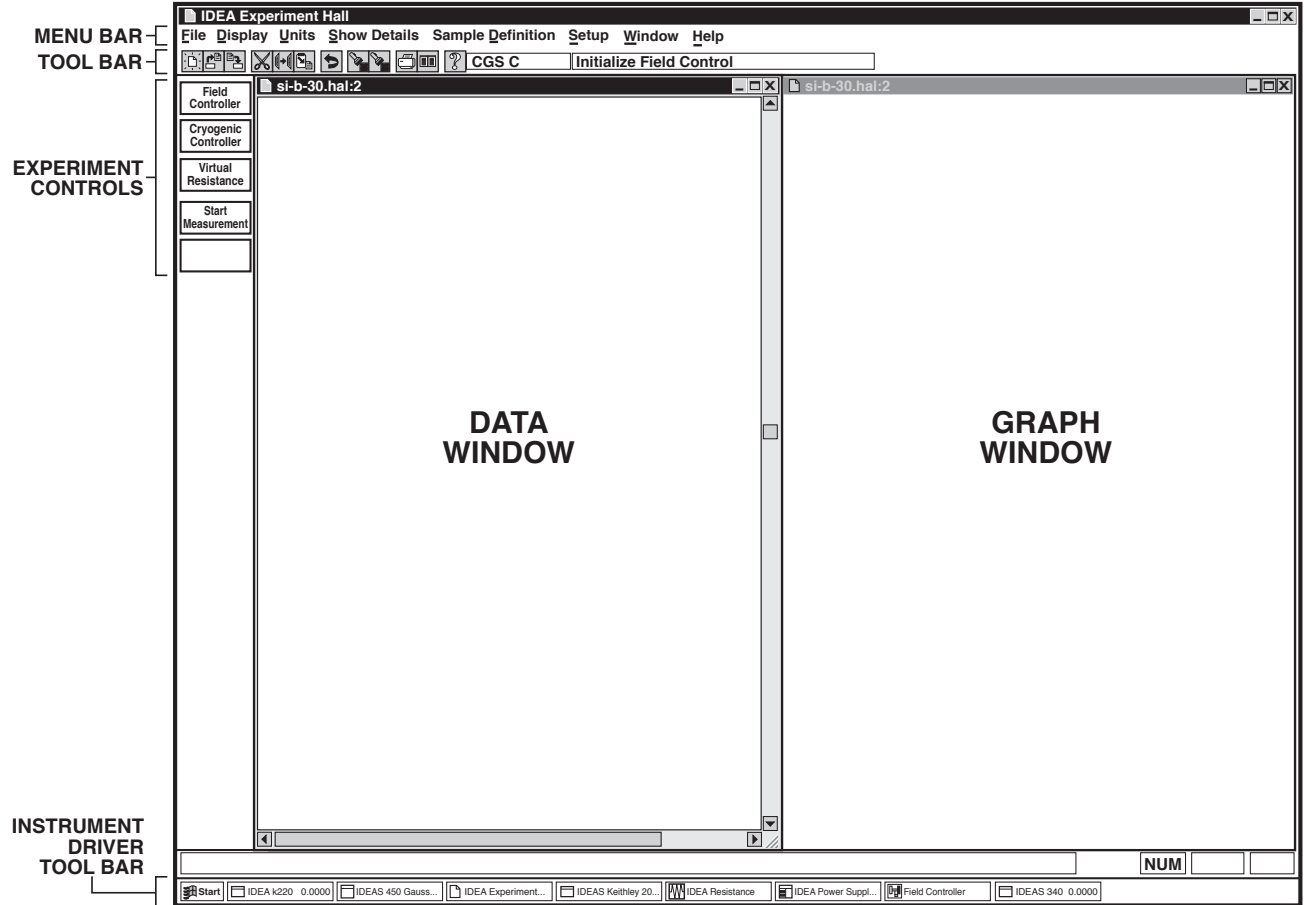 IDEA Experiment Hall
MENU BAR
File Display Units Show Details Sample Definition Setup Window Help
TOOL BAR
CGS C
Initialize Field Control
EXPERIMENT
CONTROLS
Field
Controller
Cryogenic
Controller
Virtual
Resistance
Start
Measurement
si-b-30.hal:2
DATA
WINDOW
si-b-30.hal:2
GRAPH
WINDOW
NUM
INSTRUMENT
DRIVER
TOOL BAR
Start
IDEA k220 0.0000
IDEAS 450 Gauss...
IDEA Experiment...
IDEAS Keithley 20...
IDEA Resistance
IDEA Power Suppl...
Field Controller
IDEAS 340 0.0000